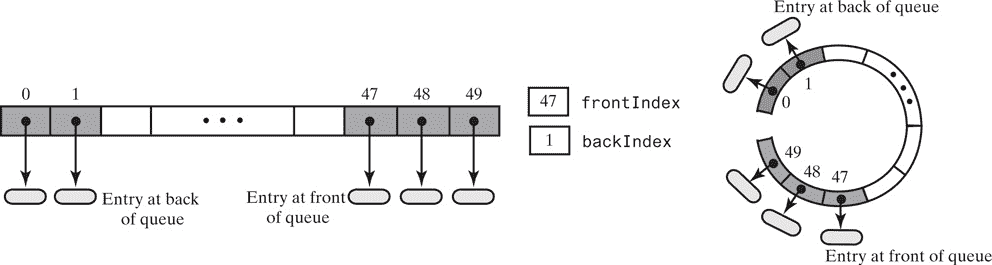 0 1 47 48 49
47 frontIndex
1 backIndex
Entry at back
of queue
Entry at front
of queue
Entry at back of queue
1
0
49
48 47
Entry at front of queue